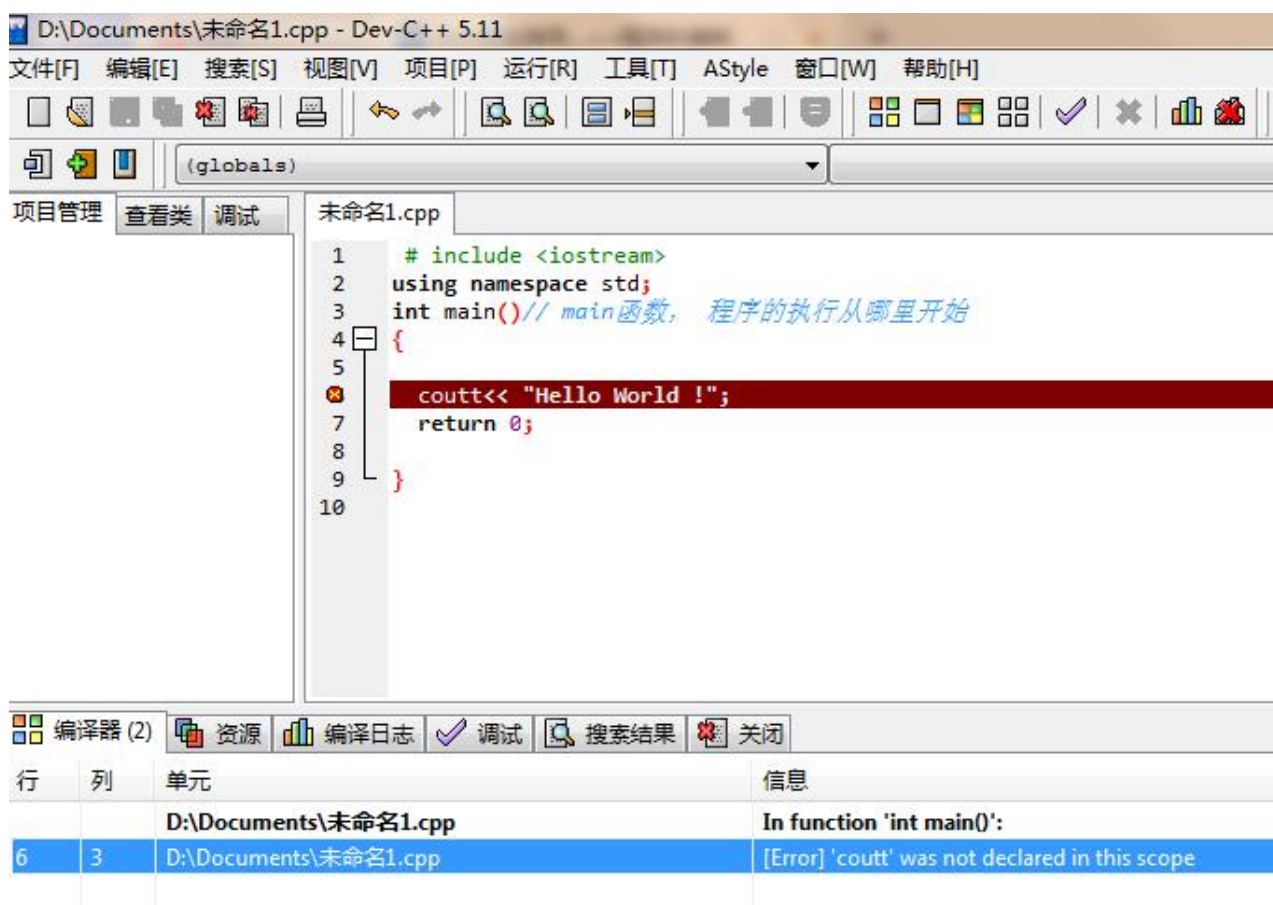 D:\Documents\未命名1.cpp - Dev-C++ 5.11
文件[F] 编辑[E] 搜索[S] 视图[V] 项目[P] 运行[R] 工具[T] AStyle 窗口[W] 帮助[H]
(globals)
项目管理 查看类 调试
未命名1.cpp
1 # include <iostream>
2 using namespace std;
3 int main()// main函数， 程序的执行从哪里开始
4 {
5
coutt<< "Hello World !";
7 return 0;
8
9 }
10
编译器 (2) 资源 编译日志 调试 搜索结果 关闭
行 列 单元 信息
D:\Documents\未命名1.cpp In function 'int main()':
6 3 D:\Documents\未命名1.cpp [Error] 'coutt' was not declared in this scope